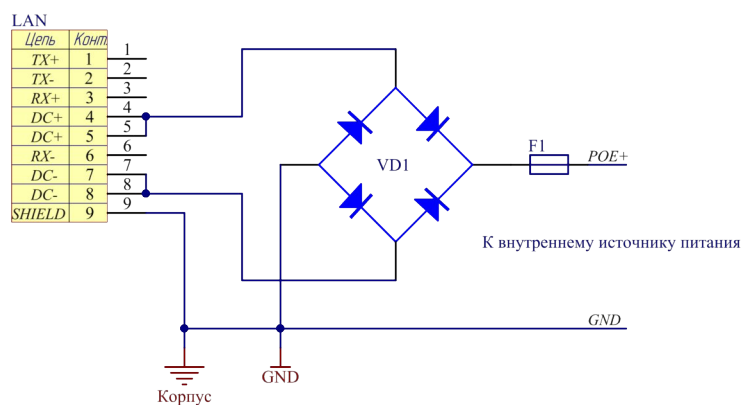 LAN
Цепь Конт.
TX+ 1 1
TX- 2 2
RX+ 3 3
DC+ 4 4
DC+ 5 5
RX- 6 6
DC- 7 7
DC- 8 8
SHIELD 9 9
VD1
F1
POE+
К внутреннему источнику питания
GND
GND
Корпус